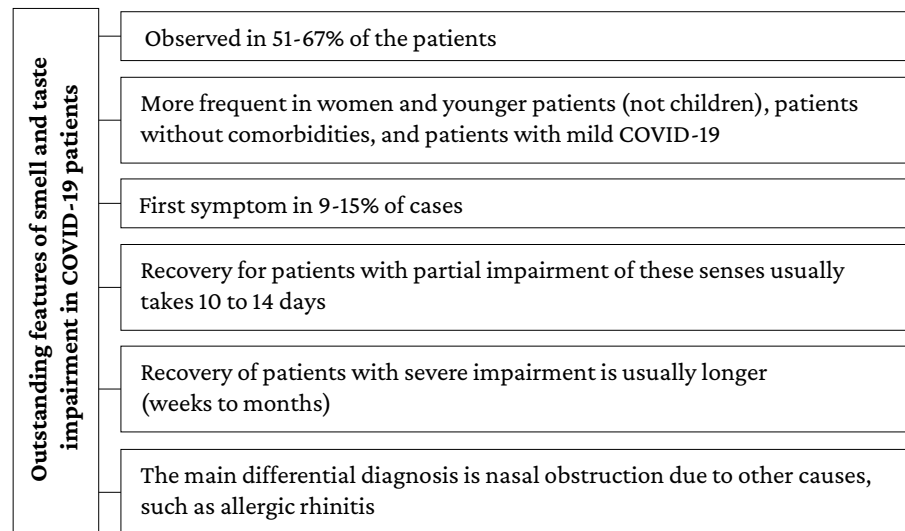 Outstanding features of smell and taste
impairment in COVID-19 patients
Observed in 51-67% of the patients
More frequent in women and younger patients (not children), patients
without comorbidities, and patients with mild COVID-19
First symptom in 9-15% of cases
Recovery for patients with partial impairment of these senses usually
takes 10 to 14 days
Recovery of patients with severe impairment is usually longer
(weeks to months)
The main differential diagnosis is nasal obstruction due to other causes,
such as allergic rhinitis